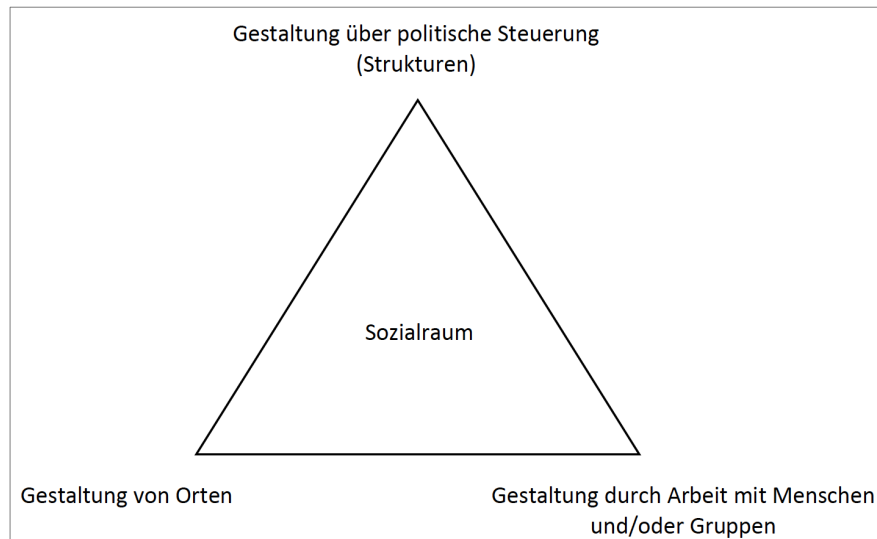 Gestaltung über politische Steuerung
(Strukturen)
Sozialraum
Gestaltung von Orten
Gestaltung durch Arbeit mit Menschen
und/oder Gruppen